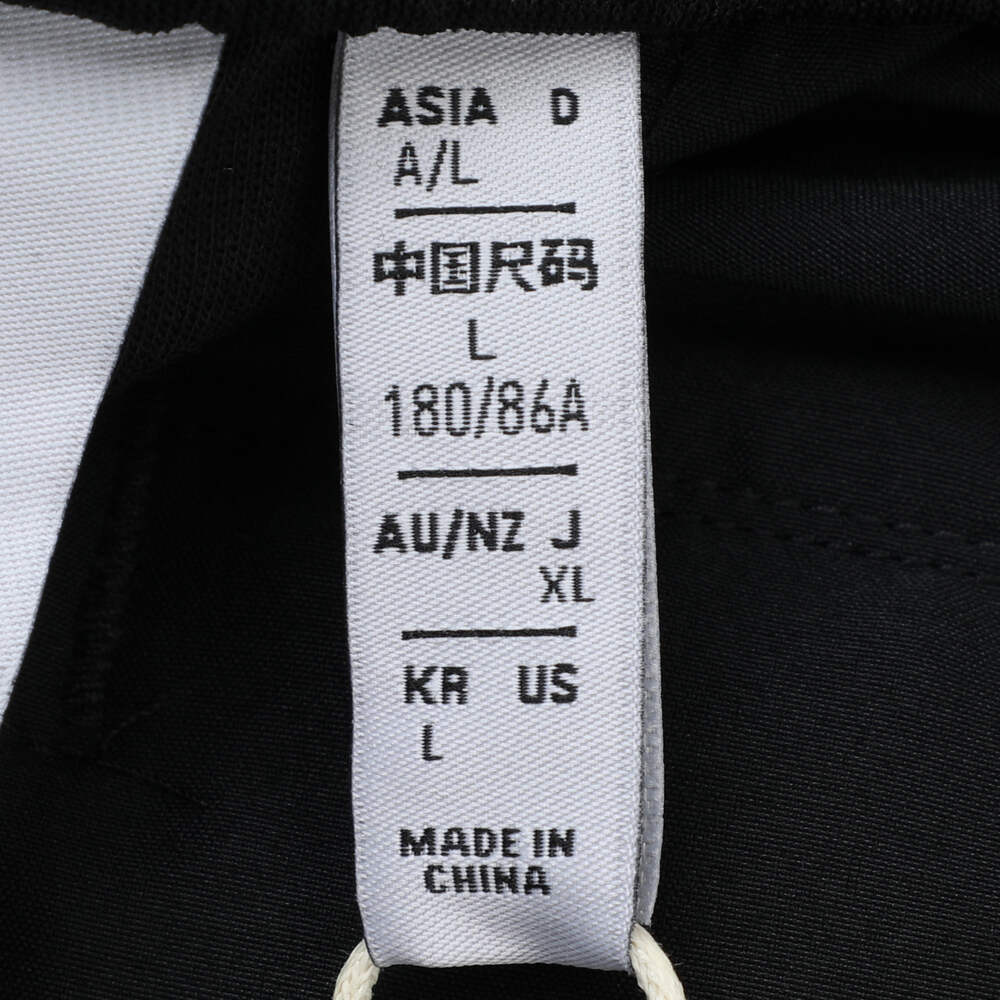 ASIA D
A/L
中国尺码
L
180/86A
AU/NZ J
XL
KR US
L
MADE IN
CHINA